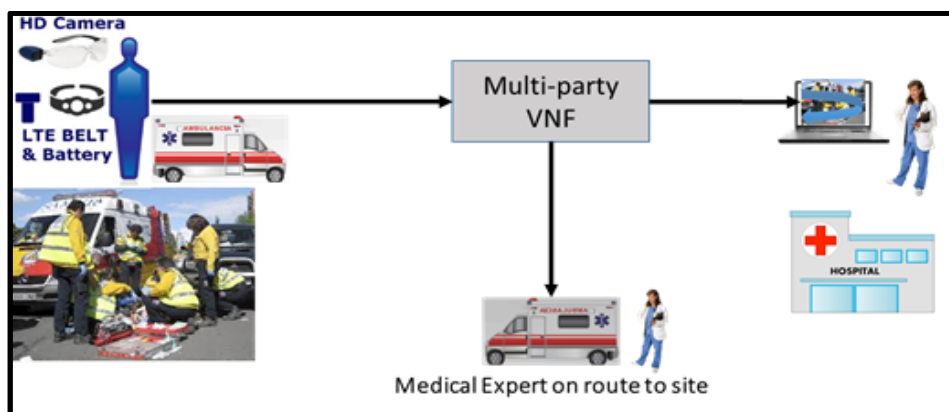 HD Camera
LTE BELT
& Battery
AMBULANCIA
Multi-party
VNF
HOSPITAL
Medical Expert on route to site